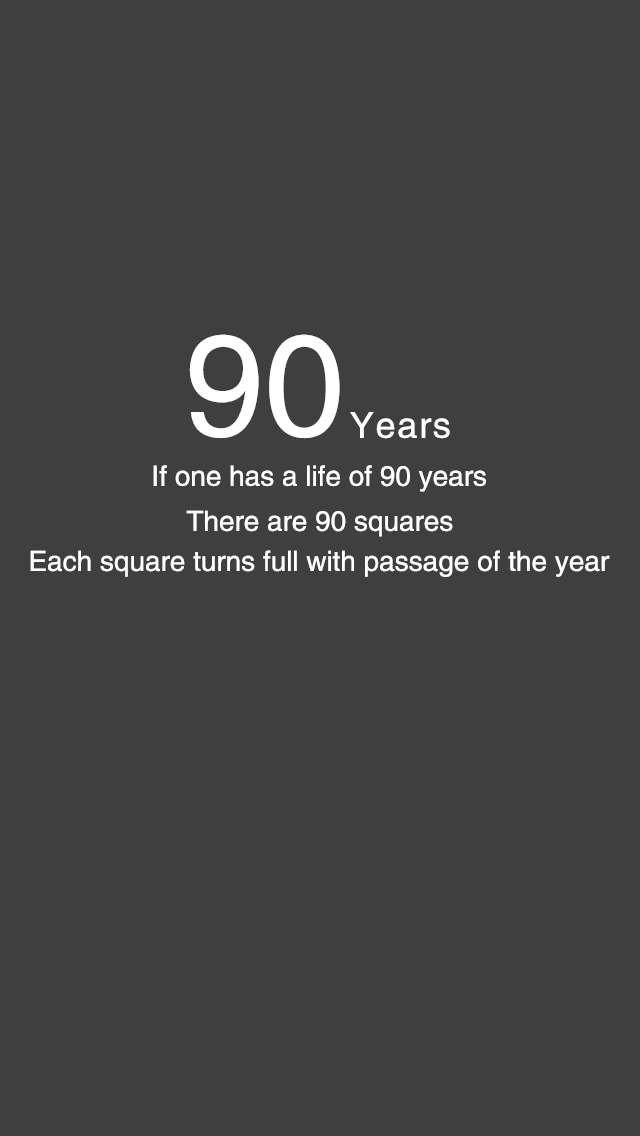 90 Years
If one has a life of 90 years
There are 90 squares
Each square turns full with passage of the year